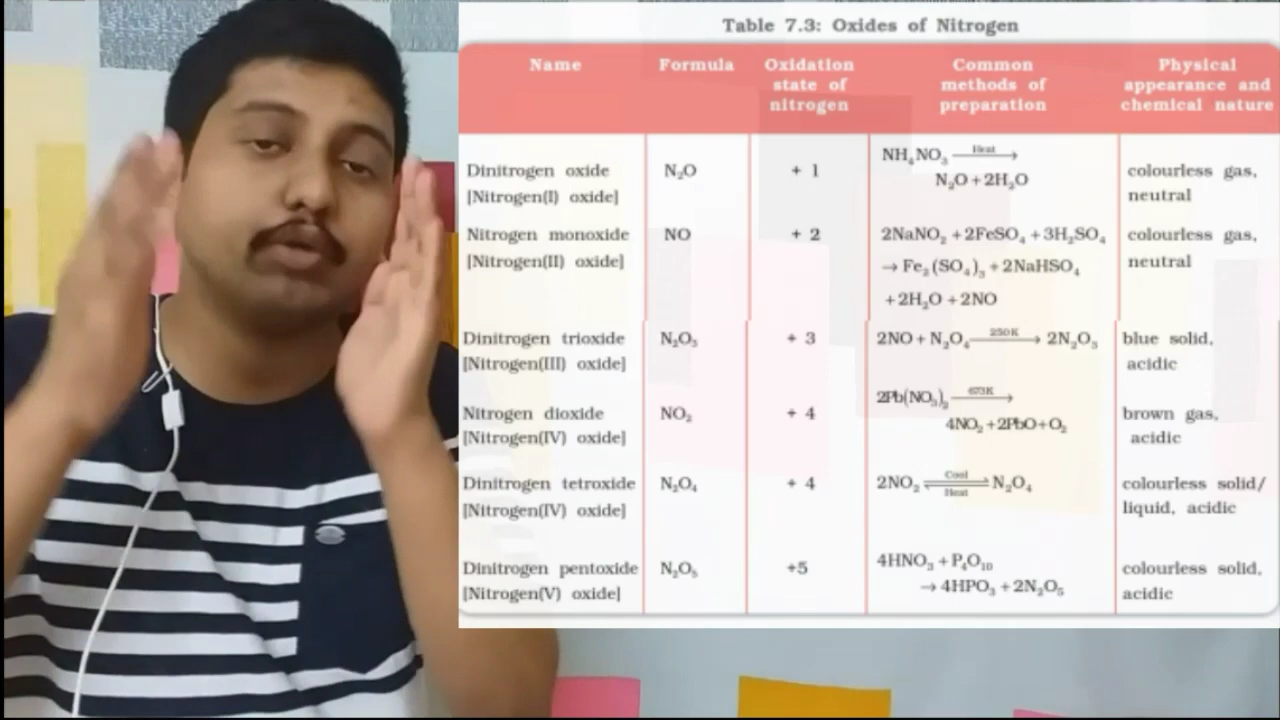 Table 7.3: Oxides of Nitrogen
Name Formula Oxidation state of nitrogen Common methods of preparation Physical appearance and chemical nature
Dinitrogen oxide [Nitrogen(I) oxide] N₂O + 1 NH₄NO₃ —Heat→ N₂O + 2H₂O colourless gas, neutral
Nitrogen monoxide [Nitrogen(II) oxide] NO + 2 2NaNO₂ + 2FeSO₄ + 3H₂SO₄ → Fe₂(SO₄)₃ + 2NaHSO₄ + 2H₂O + 2NO colourless gas, neutral
Dinitrogen trioxide [Nitrogen(III) oxide] N₂O₃ + 3 2NO + N₂O₄ —250K→ 2N₂O₃ blue solid, acidic
Nitrogen dioxide [Nitrogen(IV) oxide] NO₂ + 4 2Pb(NO₃)₂ —673K→ 4NO₂ + 2PbO + O₂ brown gas, acidic
Dinitrogen tetroxide [Nitrogen(IV) oxide] N₂O₄ + 4 2NO₂ ⇌ Cool Heat N₂O₄ colourless solid/ liquid, acidic
Dinitrogen pentoxide [Nitrogen(V) oxide] N₂O₅ +5 4HNO₃ + P₄O₁₀ → 4HPO₃ + 2N₂O₅ colourless solid, acidic